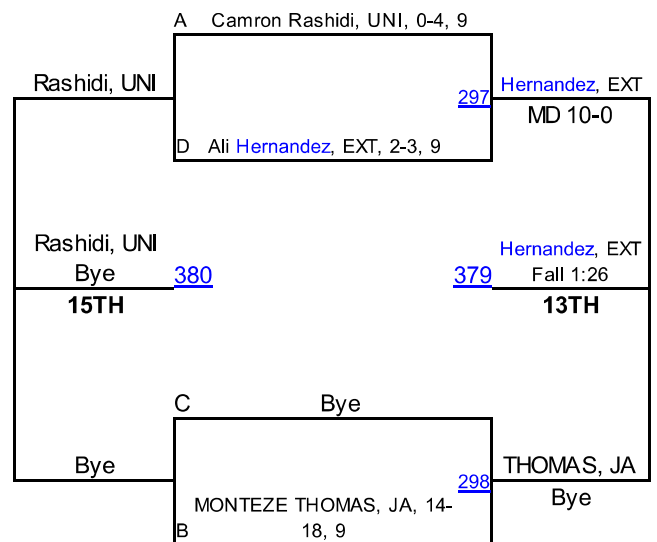 A Camron Rashidi, UNI, 0-4, 9
Rashidi, UNI
297
Hernandez, EXT
MD 10-0
D Ali Hernandez, EXT, 2-3, 9
Rashidi, UNI
Bye
380
15TH
379
Hernandez, EXT
Fall 1:26
13TH
C Bye
Bye
298
THOMAS, JA
Bye
MONTEZE THOMAS, JA, 14-
B 18, 9